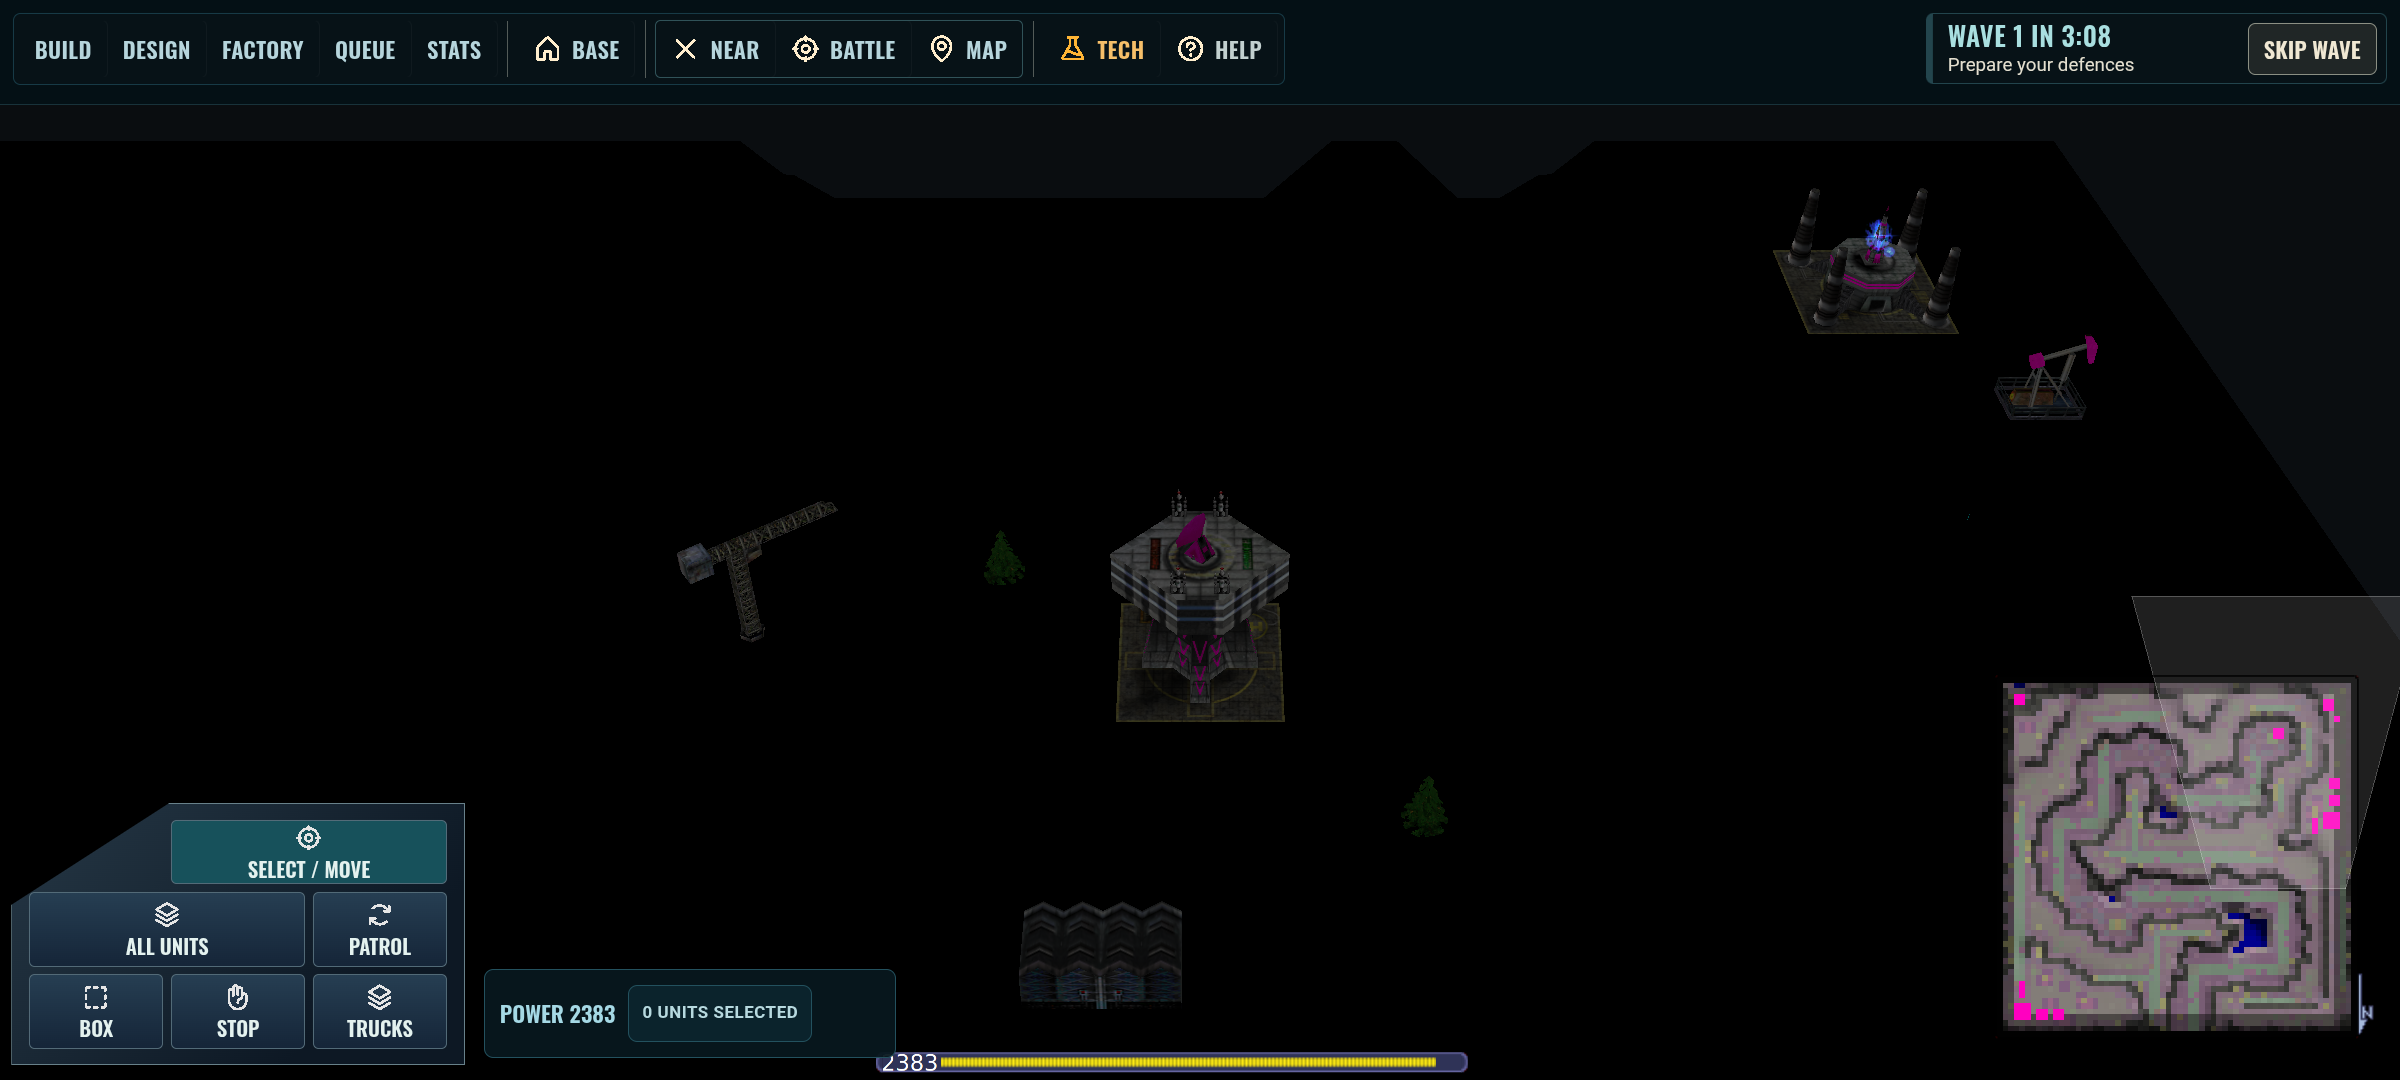 BUILD
DESIGN
FACTORY
QUEUE
STATS
BASE
NEAR
BATTLE
MAP
TECH
HELP
WAVE 1 IN 3:08
Prepare your defences
SKIP WAVE
SELECT / MOVE
ALL UNITS
PATROL
BOX
STOP
TRUCKS
POWER 2383
0 UNITS SELECTED
2383
N